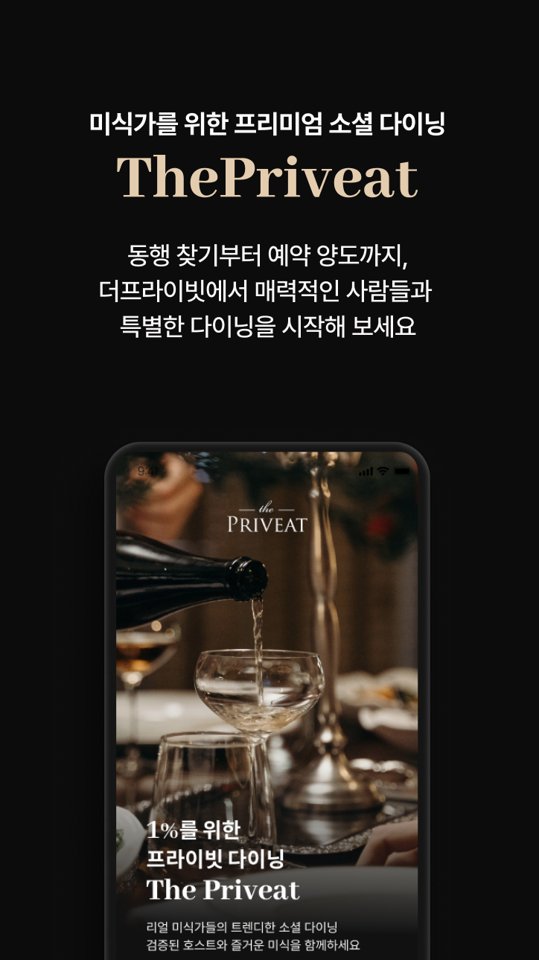 미식가를 위한 프리미엄 소셜 다이닝
ThePriveat
동행 찾기부터 예약 양도까지,
더프라이빗에서 매력적인 사람들과
특별한 다이닝을 시작해 보세요
the
PRIVEAT
1%를 위한
프라이빗 다이닝
The Priveat
리얼 미식가들의 트렌디한 소셜 다이닝
검증된 호스트와 즐거운 미식을 함께하세요